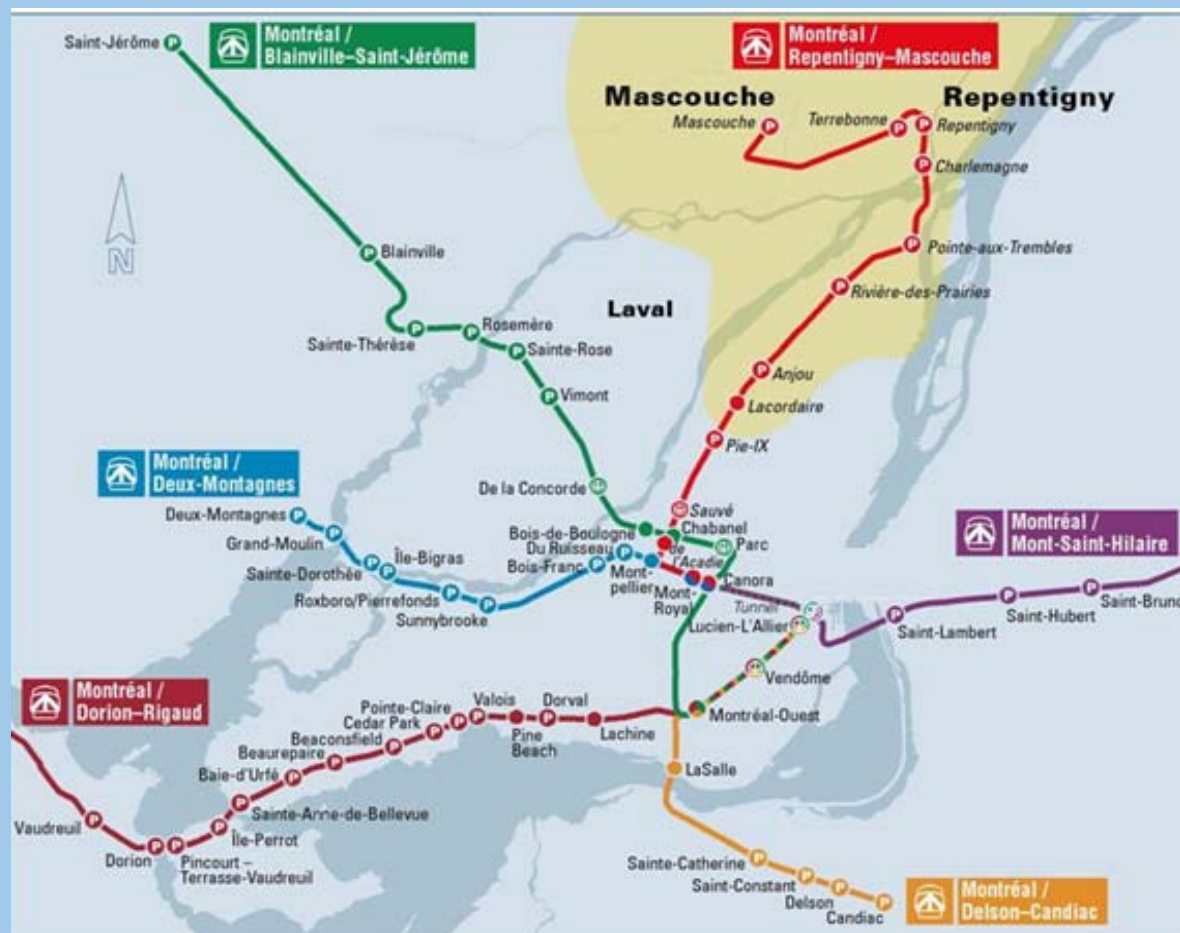 Saint-Jérôme
P
Montréal /
Blainville–Saint-Jérôme
Montréal /
Repentigny–Mascouche
Mascouche
Repentigny
Mascouche
Terrebonne
Repentigny
Charlemagne
N
Blainville
Pointe-aux-Trembles
Rivière-des-Prairies
Laval
Rosemère
Sainte-Thérèse
Sainte-Rose
Vimont
Anjou
Lacordaire
Pie-IX
Montréal /
Deux-Montagnes
De la Concorde
Sauvé
Deux-Montagnes
Bois-de-Boulogne
Chabanel
Montréal /
Mont-Saint-Hilaire
Grand-Moulin
Du Ruisseau
de
l'Acadie
Parc
Île-Bigras
Bois-Franc
Sainte-Dorothée
Mont-
pellier
Canora
Roxboro/Pierrefonds
Mont-
Royal
Tunnel
Saint-Bruno
Sunnybrooke
Lucien-L'Allier
Saint-Hubert
Saint-Lambert
Vendôme
Montréal /
Dorion–Rigaud
Pointe-Claire
Valois
Dorval
Cedar Park
Montréal-Ouest
Beaconsfield
Pine
Beach
Lachine
Beaurepaire
Baie-d'Urfé
LaSalle
Sainte-Anne-de-Bellevue
Vaudreuil
Île-Perrot
Dorion
Pincourt –
Terrasse-Vaudreuil
Sainte-Catherine
Saint-Constant
Delson
Candiac
Montréal /
Delson–Candiac